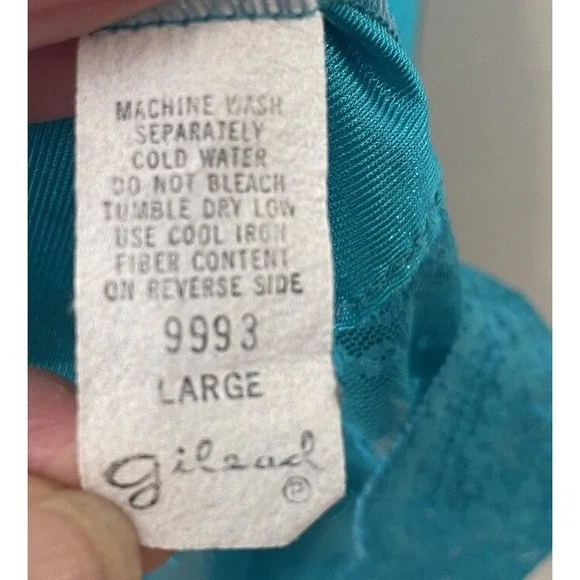 MACHINE WASH
SEPARATELY
COLD WATER
DO NOT BLEACH
TUMBLE DRY LOW
USE COOL IRON
FIBER CONTENT
ON REVERSE SIDE
9993
LARGE
gilead
®